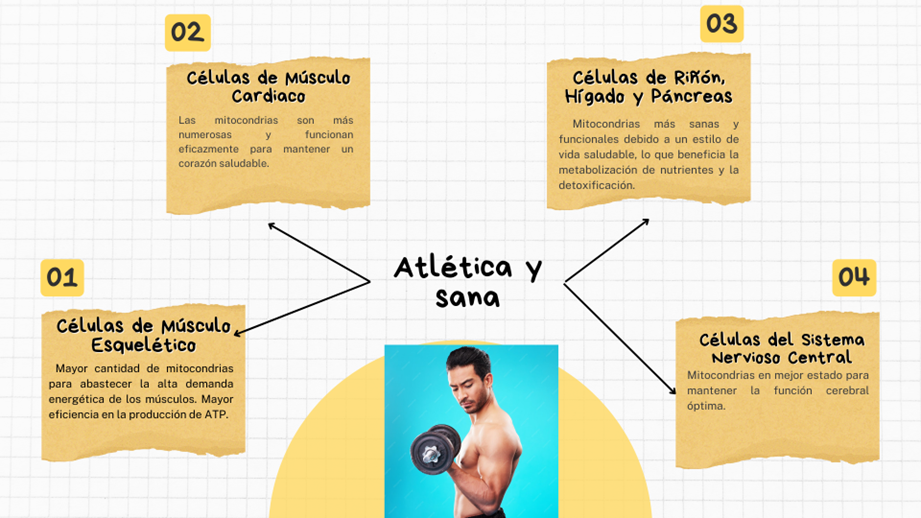 02
Células de Músculo
Cardiaco
Las mitocondrias son más
numerosas y funcionan
eficazmente para mantener un
corazón saludable.
03
Células de Riñón,
Hígado y Páncreas
Mitocondrias más sanas y
funcionales debido a un estilo de
vida saludable, lo que beneficia la
metabolización de nutrientes y la
detoxificación.
Atlética y
sana
01
Células de Músculo
Esquelético
Mayor cantidad de mitocondrias
para abastecer la alta demanda
energética de los músculos. Mayor
eficiencia en la producción de ATP.
04
Células del Sistema
Nervioso Central
Mitocondrias en mejor estado para
mantener la función cerebral
óptima.